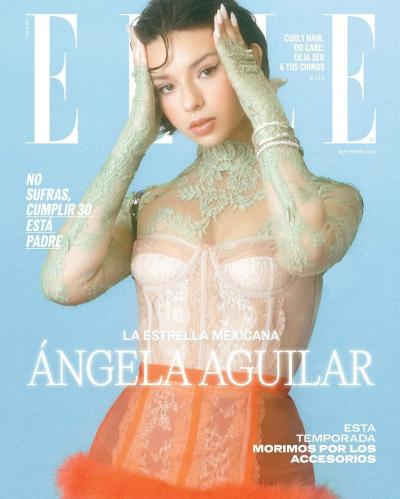 ELLE
CURLY HAIR,
DO CARE:
DEJA SER
A TUS CHINOS
NO
SUFRAS,
CUMPLIR 30
ESTÁ
PADRE
LA ESTRELLA MEXICANA
ÁNGELA AGUILAR
ESTA
TEMPORADA
MORIMOS POR LOS
ACCESORIOS